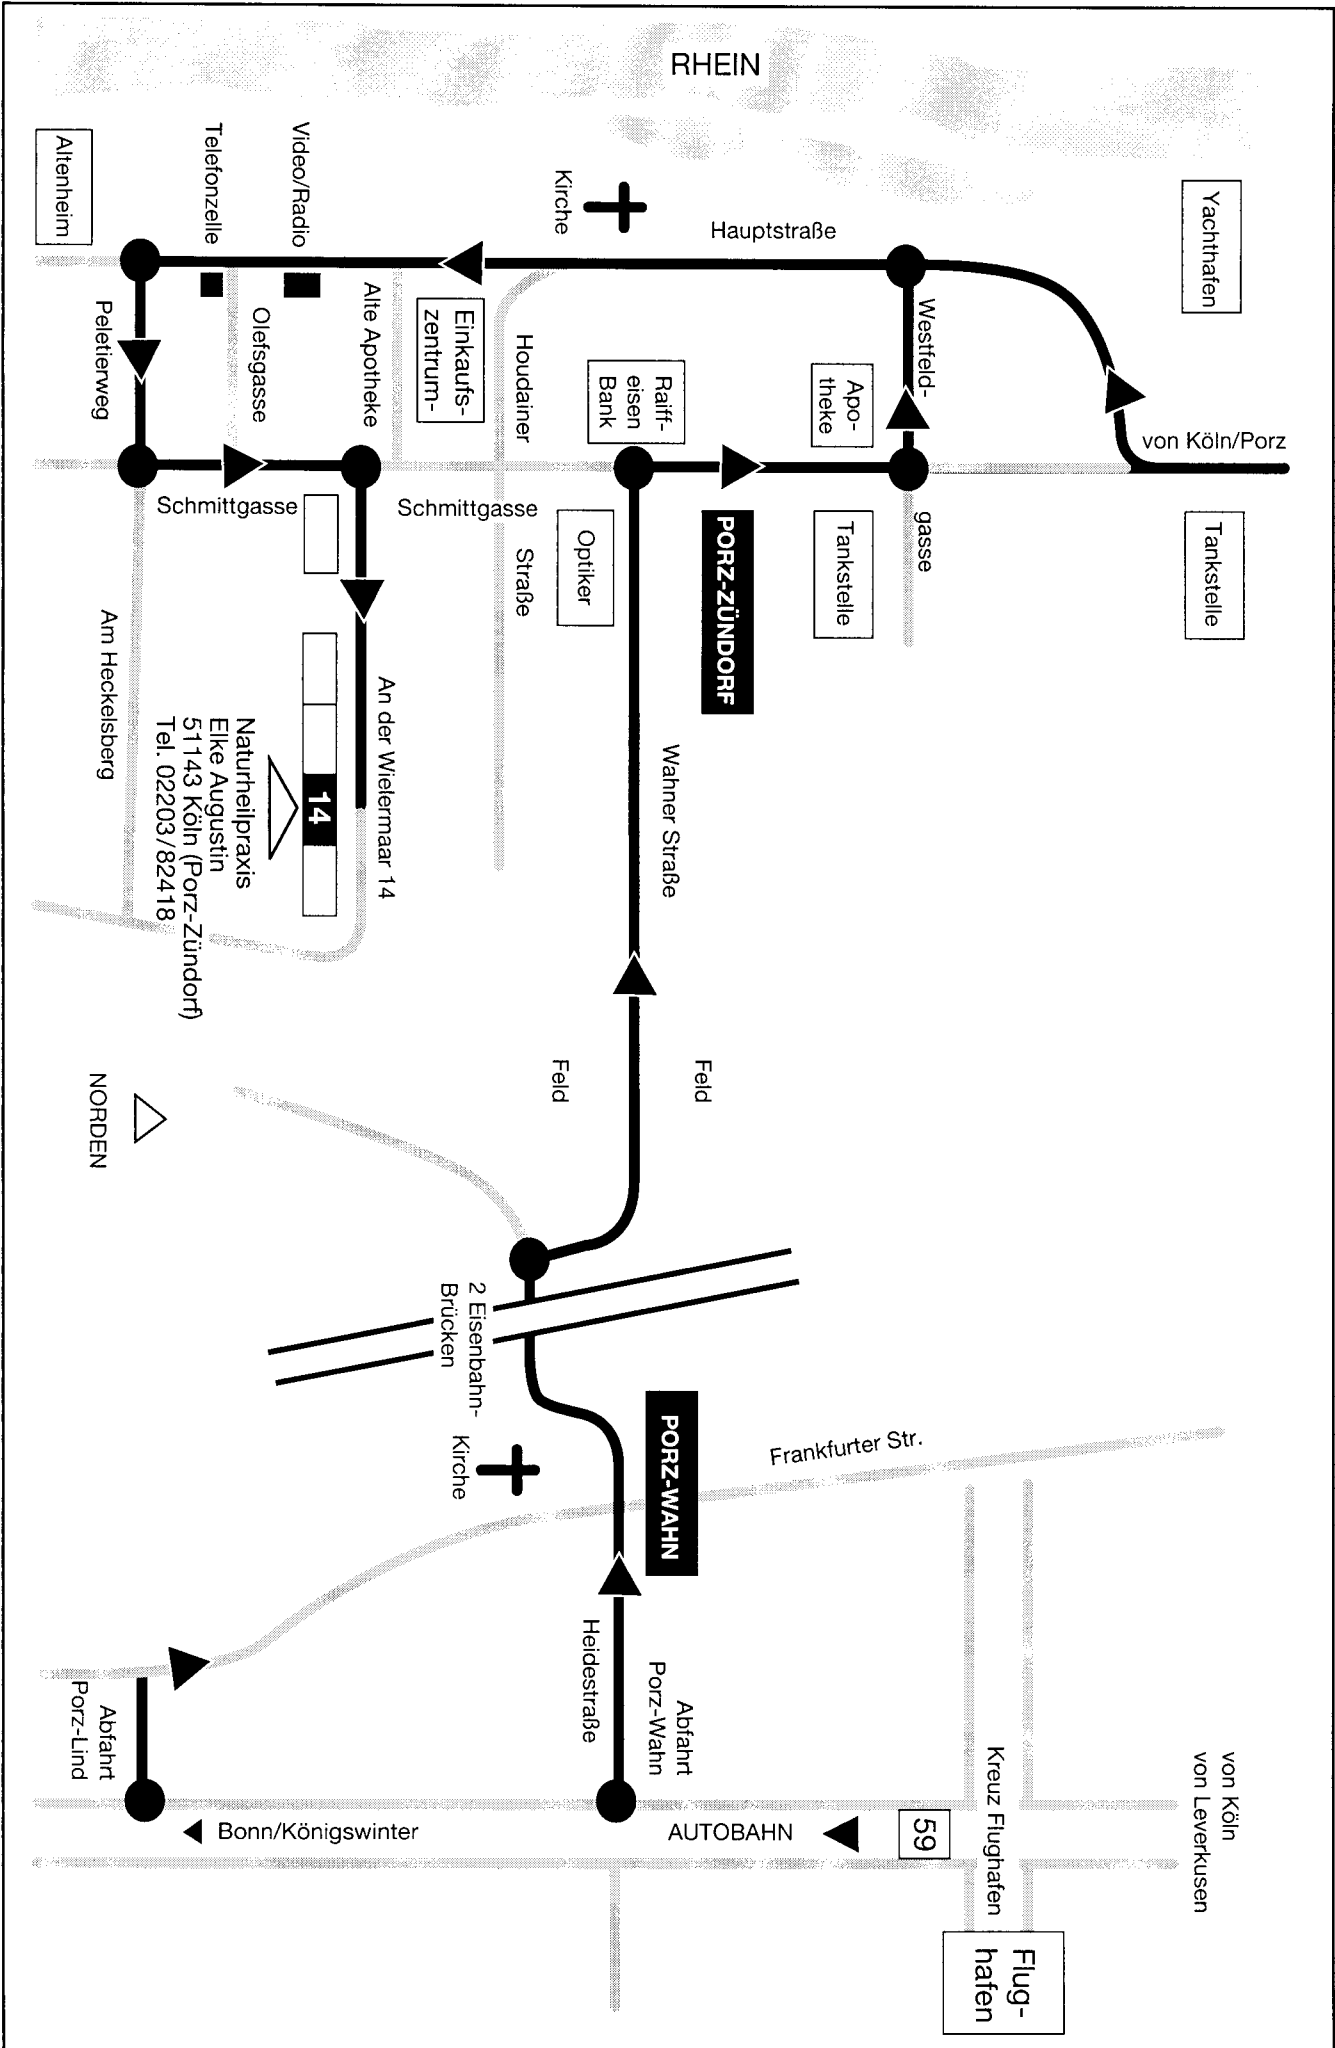 RHEIN
Yachthafen
Tankstelle
von Köln/Porz
Hauptstraße
Kirche
Westfeld-
gasse
Apo-
theke
Tankstelle
PORZ-ZÜNDORF
Raiff-
eisen
Bank
Optiker
Houdainer
Straße
Einkaufs-
zentrum-
Alte Apotheke
Schmittgasse
Video/Radio
Olefsgasse
Telefonzelle
Altenheim
Peletierweg
Schmittgasse
Am Heckelsberg
An der Wielermaar 14
14
Naturheilpraxis
Elke Augustin
51143 Köln (Porz-Zündorf)
Tel. 02203/82418
Wahner Straße
Feld
Feld
NORDEN
2 Eisenbahn-
Brücken
Kirche
PORZ-WAHN
Frankfurter Str.
Heidestraße
Abfahrt
Porz-Wahn
Abfahrt
Porz-Lind
Bonn/Königswinter
AUTOBAHN
59
Kreuz Flughafen
von Köln
von Leverkusen
Flug-
hafen